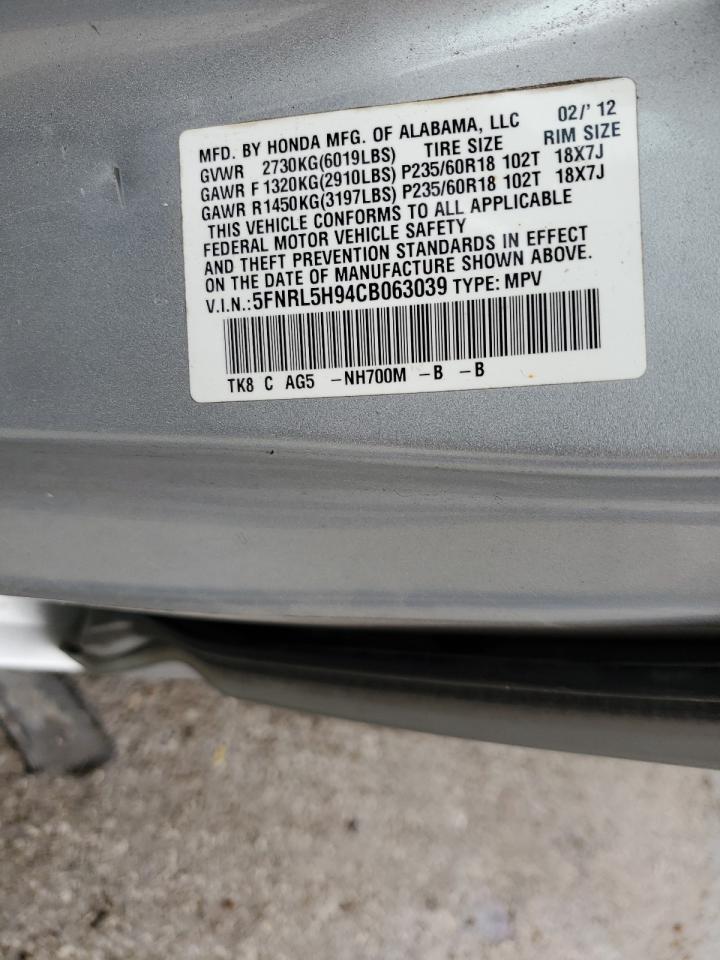 MFD. BY HONDA MFG. OF ALABAMA, LLC 02/' 12
GVWR 2730KG(6019LBS) TIRE SIZE RIM SIZE
GAWR F 1320KG(2910LBS) P235/60R18 102T 18X7J
GAWR R1450KG(3197LBS) P235/60R18 102T 18X7J
THIS VEHICLE CONFORMS TO ALL APPLICABLE
FEDERAL MOTOR VEHICLE SAFETY
AND THEFT PREVENTION STANDARDS IN EFFECT
ON THE DATE OF MANUFACTURE SHOWN ABOVE.
V.I.N.:5FNRL5H94CB063039 TYPE: MPV
TK8 C AG5 -NH700M -B -B